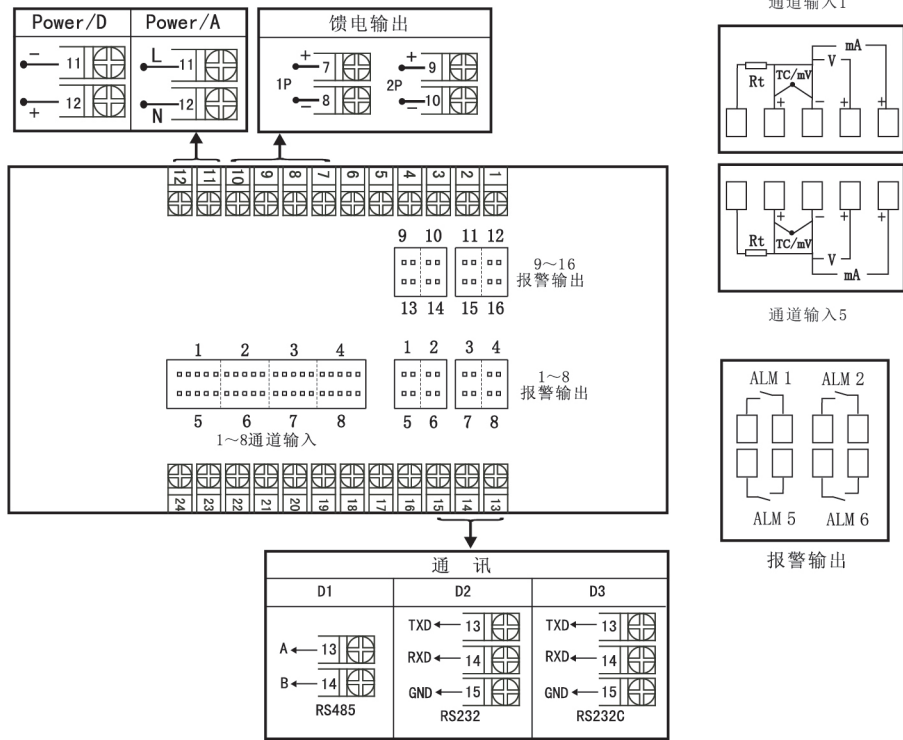 Power/D
Power/A
馈电输出
通道输入1
− 11
+ 12
L 11
N 12
1P
+ 7
− 8
2P
+ 9
− 10
Rt
TC/mV
V
mA
+ − + +
12 11 10 9 8 7 6 5 4 3 2 1
+ − + +
Rt
TC/mV
V
mA
通道输入5
9 10 11 12
13 14 15 16
9～16
报警输出
1 2 3 4
5 6 7 8
1～8通道输入
1 2 3 4
5 6 7 8
1～8
报警输出
ALM 1 ALM 2
ALM 5 ALM 6
报警输出
24 23 22 21 20 19 18 17 16 15 14 13
通 讯
D1 D2 D3
A 13
B 14
RS485
TXD 13
RXD 14
GND 15
RS232
TXD 13
RXD 14
GND 15
RS232C